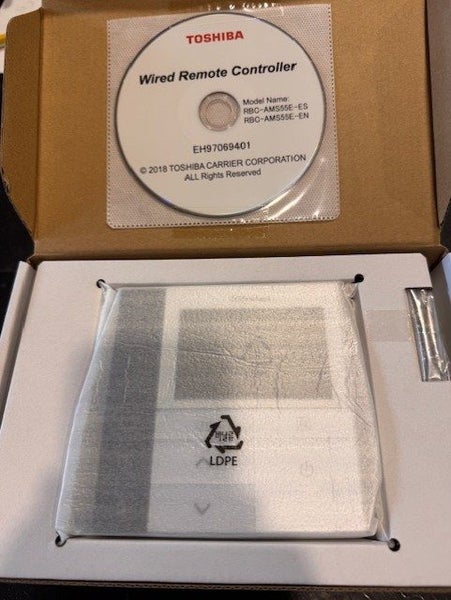 TOSHIBA
Wired Remote Controller
Model Name:
RBC-AMS55E-ES
RBC-AMS55E-EN
EH97069401
© 2018 TOSHIBA CARRIER CORPORATION
ALL Rights Reserved
LDPE